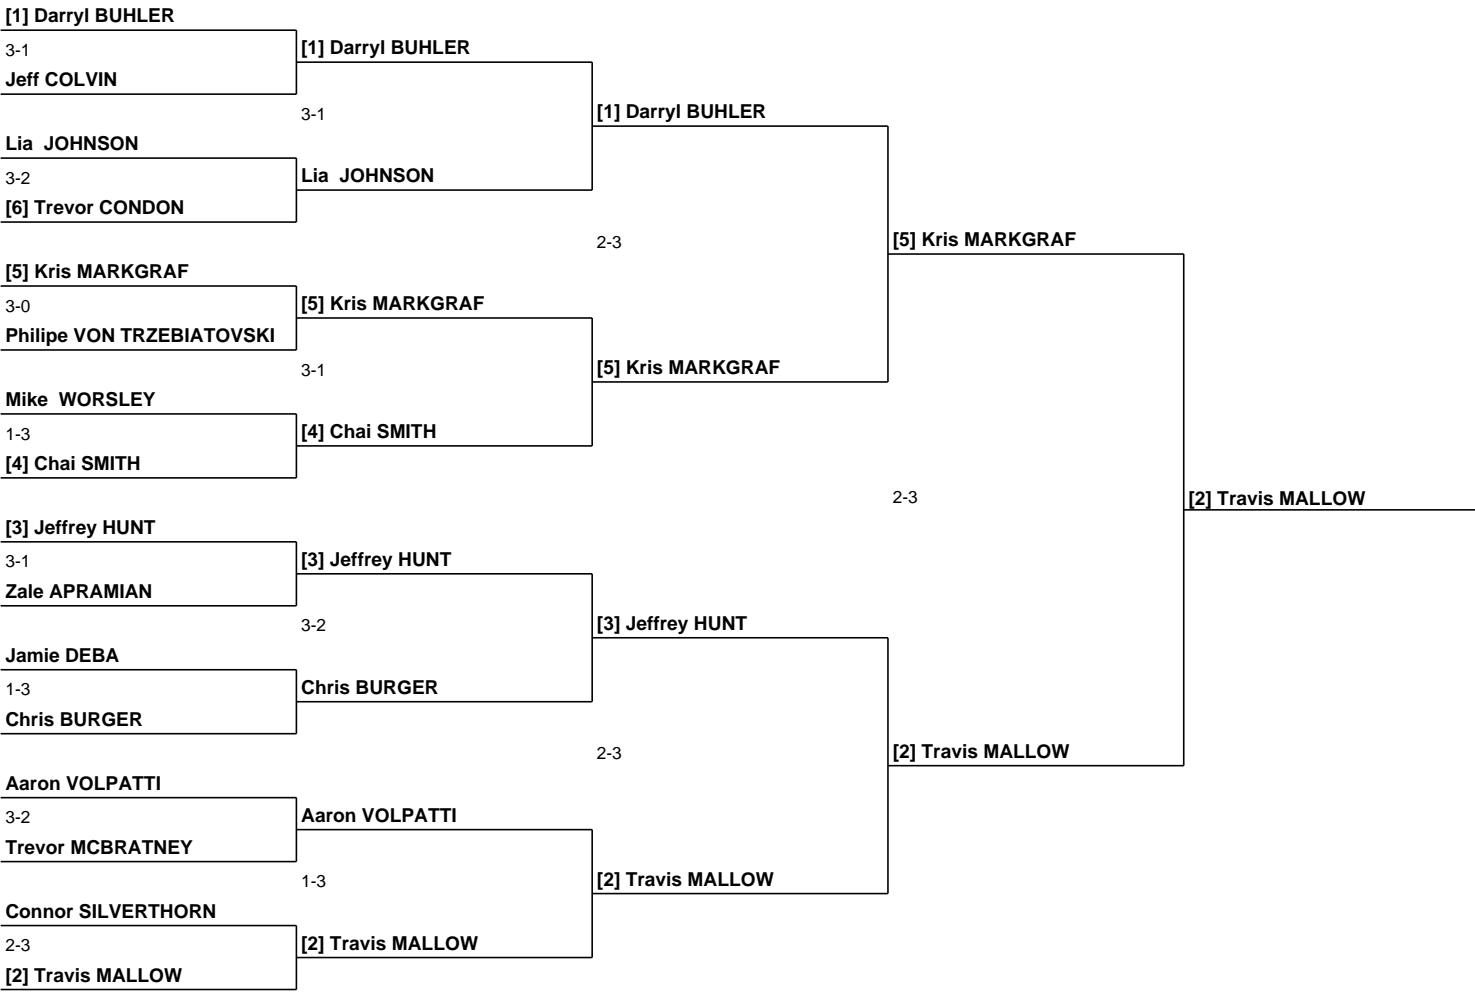 [1] Darryl BUHLER
3-1
[1] Darryl BUHLER
Jeff COLVIN
3-1
[1] Darryl BUHLER
Lia JOHNSON
3-2
Lia JOHNSON
[6] Trevor CONDON
2-3
[5] Kris MARKGRAF
[5] Kris MARKGRAF
3-0
[5] Kris MARKGRAF
Philipe VON TRZEBIATOVSKI
3-1
[5] Kris MARKGRAF
Mike WORSLEY
1-3
[4] Chai SMITH
[4] Chai SMITH
2-3
[2] Travis MALLOW
[3] Jeffrey HUNT
3-1
[3] Jeffrey HUNT
Zale APRAMIAN
3-2
[3] Jeffrey HUNT
Jamie DEBA
1-3
Chris BURGER
Chris BURGER
2-3
[2] Travis MALLOW
Aaron VOLPATTI
3-2
Aaron VOLPATTI
Trevor MCBRATNEY
1-3
[2] Travis MALLOW
Connor SILVERTHORN
2-3
[2] Travis MALLOW
[2] Travis MALLOW